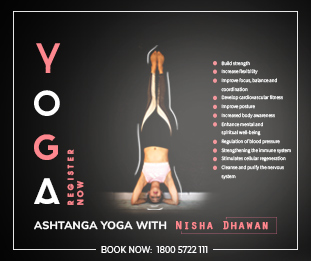 YOGA
REGISTER
NOW
Build strength
Increase flexibility
Improve focus, balance and
coordination
Develop cardiovascular fitness
Improve posture
Increased body awareness
Enhance mental and
spiritual well-being
Regulation of blood pressure
Strengthening the immune system
Stimulates cellular regeneration
Cleanse and purify the nervous
system
ASHTANGA YOGA WITH NISHA DHAWAN
BOOK NOW: 1800 5722 111